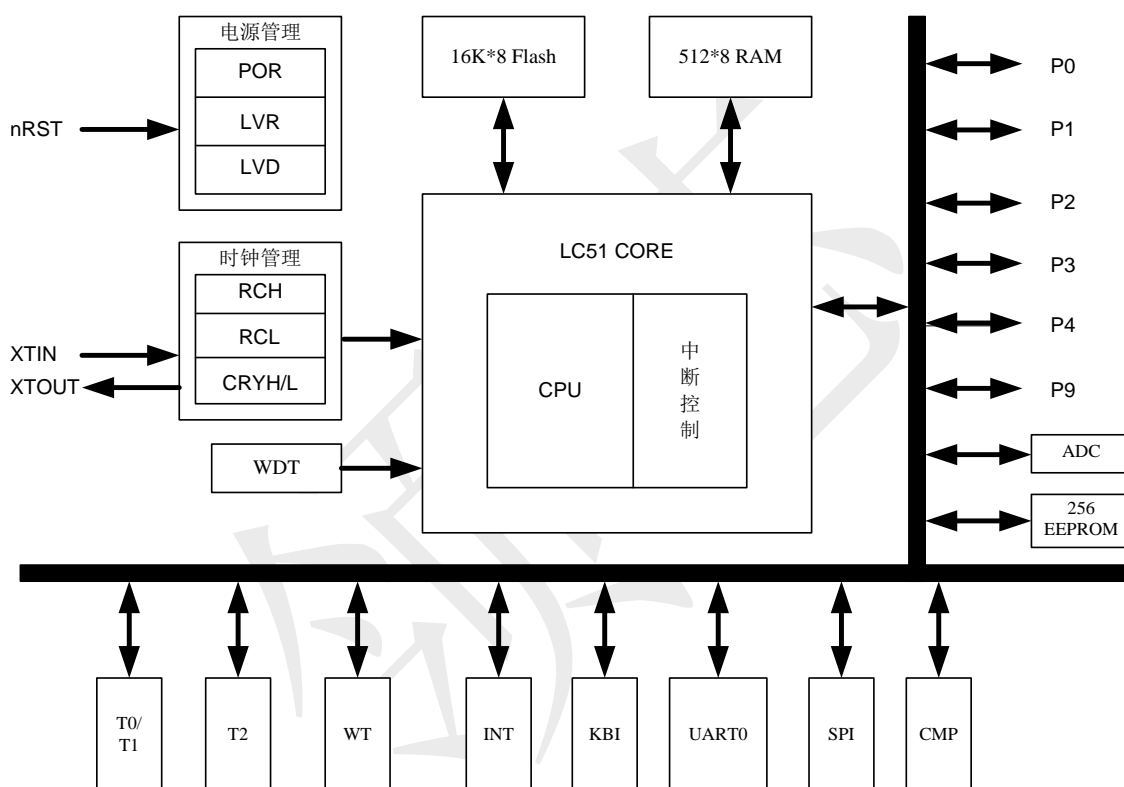 电源管理
POR
LVR
LVD
nRST
16K*8 Flash
512*8 RAM
P0
P1
P2
P3
P4
P9
ADC
256
EEPROM
LC51 CORE
CPU
中
断
控
制
时钟管理
RCH
RCL
CRYH/L
XTIN
XTOUT
WDT
T0/
T1
T2
WT
INT
KBI
UART0
SPI
CMP